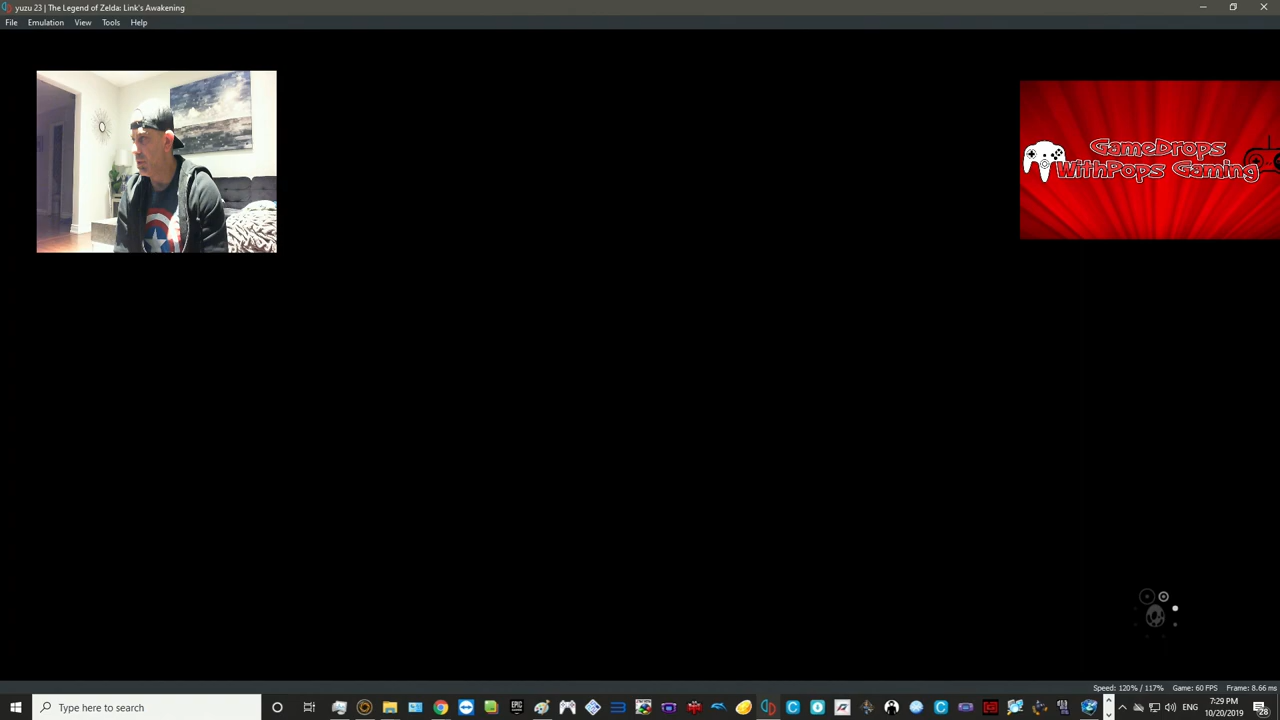 yuzu 23 | The Legend of Zelda: Link's Awakening
File Emulation View Tools Help
GameDrops
WithPops Gaming
Speed: 120% / 117% Game: 60 FPS Frame: 8.66 ms
Type here to search
EPIC
ENG
7:29 PM
10/20/2019